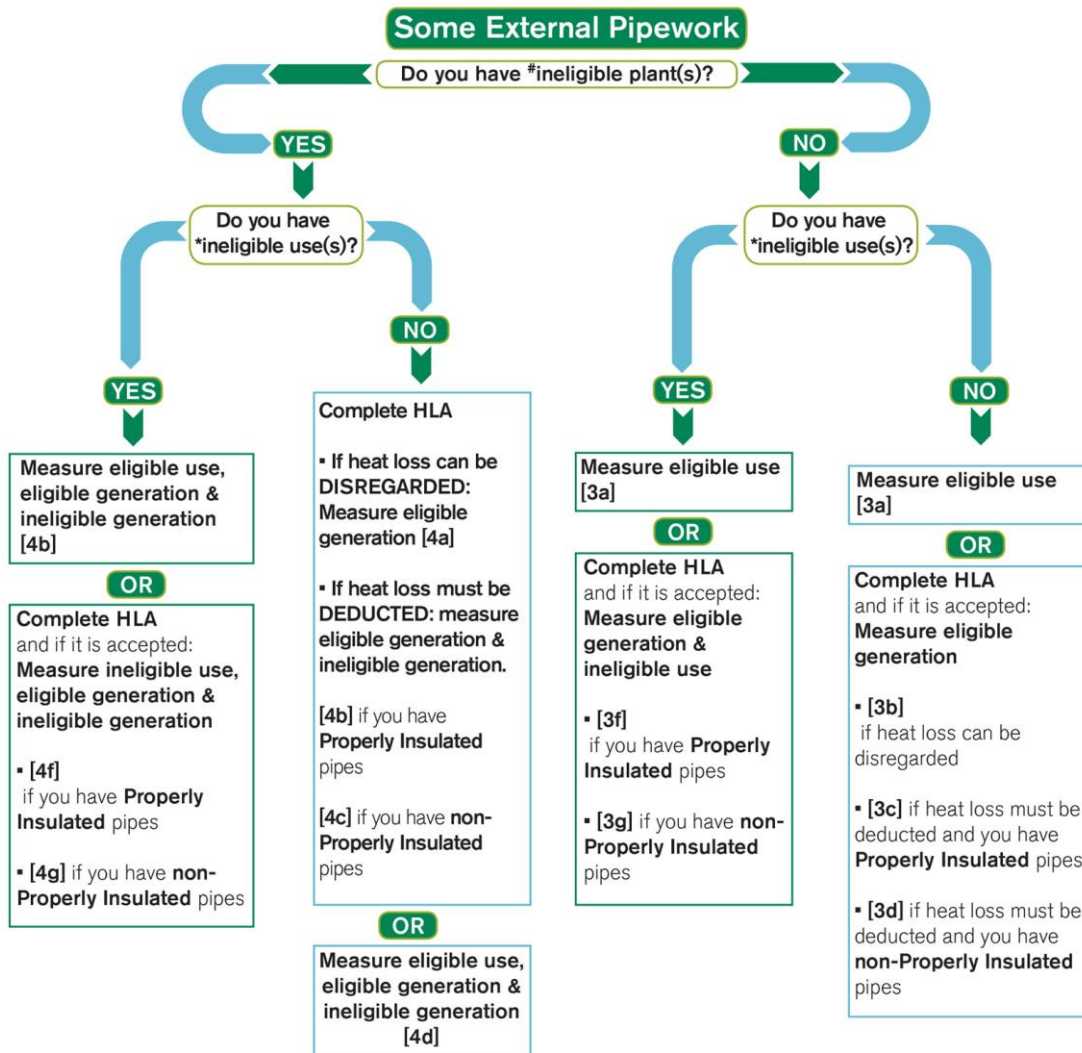 Some External Pipework
Do you have #ineligible plant(s)?
YES
NO
Do you have
*ineligible use(s)?
Do you have
*ineligible use(s)?
YES
NO
YES
NO
Measure eligible use,
eligible generation &
ineligible generation
[4b]
OR
Complete HLA
and if it is accepted:
Measure ineligible use,
eligible generation &
ineligible generation
▪ [4f]
if you have Properly
Insulated pipes
▪ [4g] if you have non-
Properly Insulated pipes
Complete HLA
▪ If heat loss can be
DISREGARDED:
Measure eligible
generation [4a]
▪ If heat loss must be
DEDUCTED: measure
eligible generation &
ineligible generation.
[4b] if you have
Properly Insulated
pipes
[4c] if you have non-
Properly Insulated
pipes
OR
Measure eligible use,
eligible generation &
ineligible generation
[4d]
Measure eligible use
[3a]
OR
Complete HLA
and if it is accepted:
Measure eligible
generation &
ineligible use
▪ [3f]
if you have Properly
Insulated pipes
▪ [3g] if you have non-
Properly Insulated
pipes
Measure eligible use
[3a]
OR
Complete HLA
and if it is accepted:
Measure eligible
generation
▪ [3b]
if heat loss can be
disregarded
▪ [3c] if heat loss must be
deducted and you have
Properly Insulated pipes
▪ [3d] if heat loss must be
deducted and you have
non-Properly Insulated
pipes